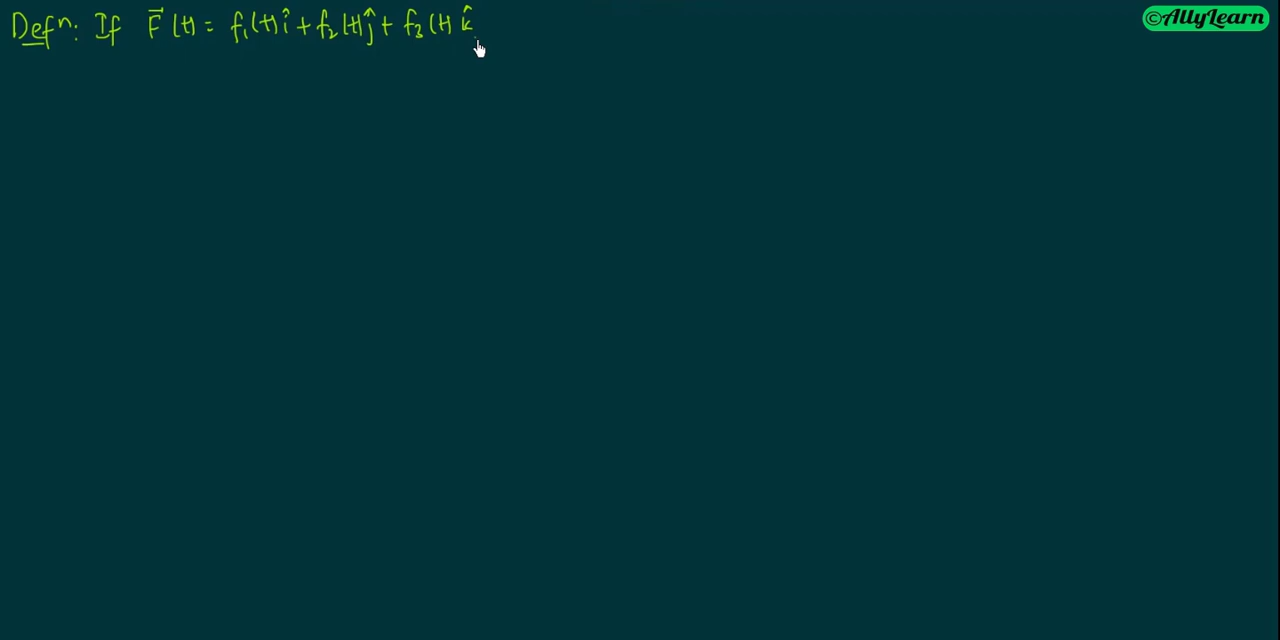 Defⁿ: If F⃗(t) = f₁(t)î + f₂(t)ĵ + f₃(t) k̂
©AllyLearn